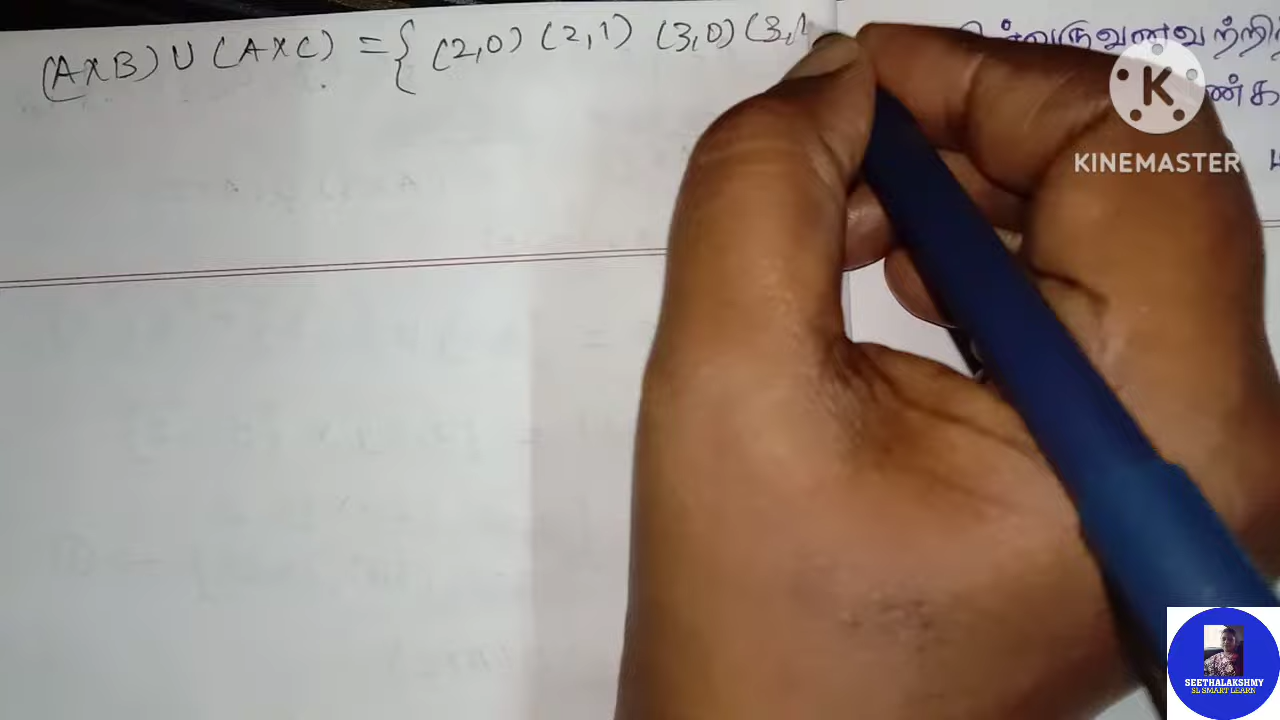 (A×B) ∪ (A×C) = { (2,0) (2,1) (3,0) (3,1
K
KINEMASTER
SEETHALAKSHMY
SL SMART LEARN